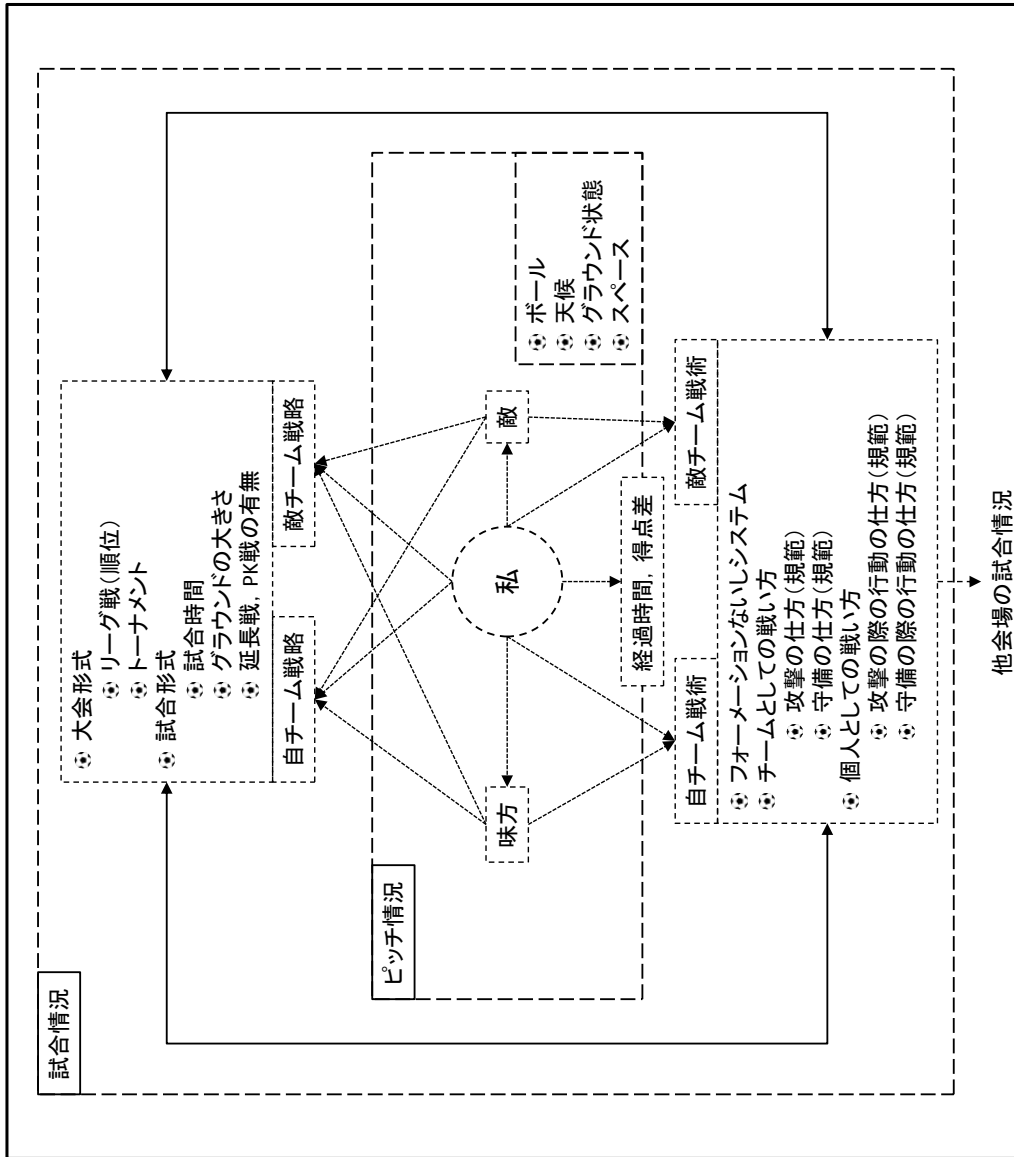 試合情況
大会形式
リーグ戦(順位)
トーナメント
試合形式
試合時間
グラウンドの大きさ
延長戦, PK戦の有無
自チーム戦略
敵チーム戦略
ピッチ情況
味方
私
敵
ボール
天候
グラウンド状態
スペース
経過時間, 得点差
自チーム戦術
敵チーム戦術
フォーメーションないしシステム
チームとしての戦い方
攻撃の仕方(規範)
守備の仕方(規範)
個人としての戦い方
攻撃の際の行動の仕方(規範)
守備の際の行動の仕方(規範)
他会場の試合情況